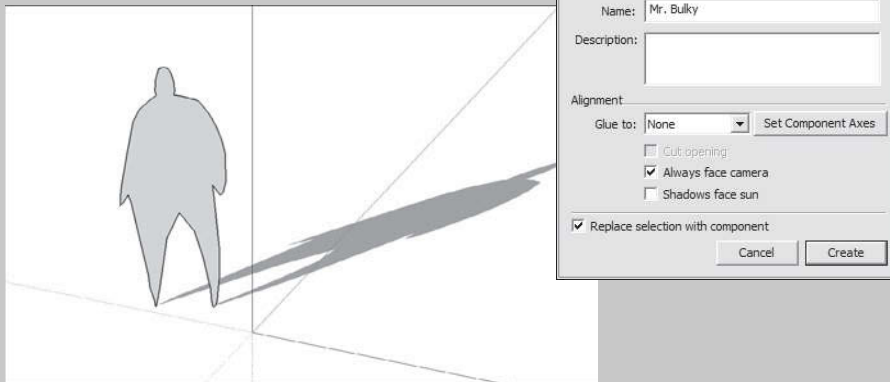 Name: Mr. Bulky
Description:
Alignment
Glue to: None Set Component Axes
Cut opening
Always face camera
Shadows face sun
Replace selection with component
Cancel Create